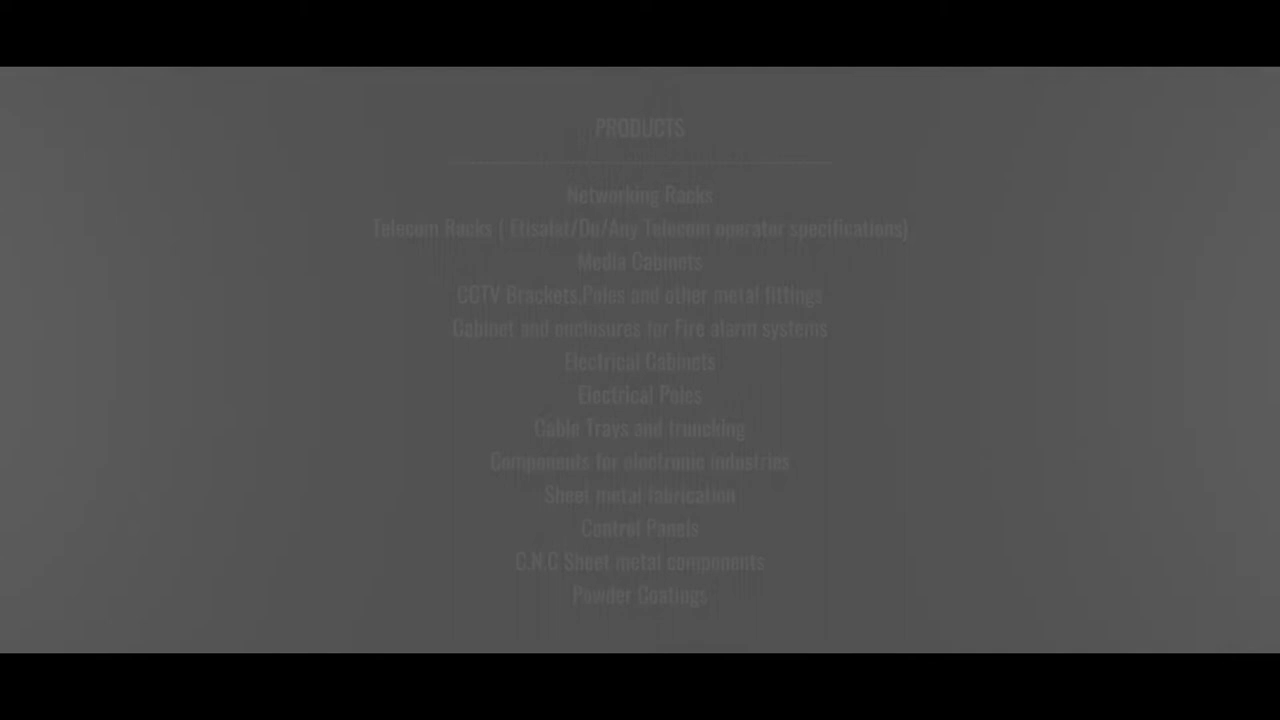 PRODUCTS
Networking Racks
Telecom Racks ( Etisalat/Du/Any Telecom operator specifications)
Media Cabinets
CCTV Brackets,Poles and other metal fittings
Cabinet and enclosures for Fire alarm systems
Electrical Cabinets
Electrical Poles
Cable Trays and truncking
Components for electronic industries
Sheet metal fabrication
Control Panels
C.N.C Sheet metal components
Powder Coatings